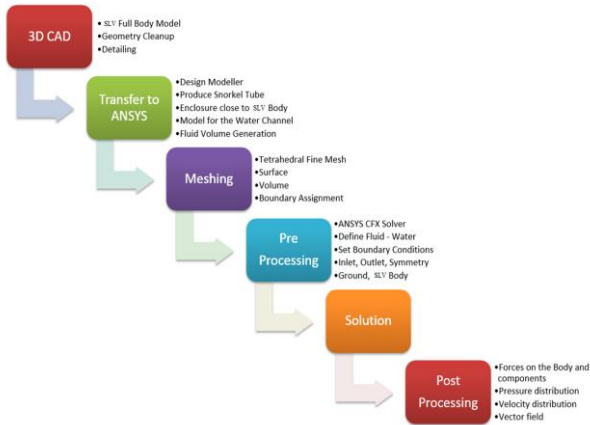 3D CAD
•SLV Full Body Model
•Geometry Cleanup
•Detailing
Transfer to
ANSYS
•Design Modeller
•Produce Snorkel Tube
•Enclosure close to SLV Body
•Model for the Water Channel
•Fluid Volume Generation
Meshing
•Tetrahedral Fine Mesh
•Surface
•Volume
•Boundary Assignment
Pre
Processing
•ANSYS CFX Solver
•Define Fluid - Water
•Set Boundary Conditions
•Inlet, Outlet, Symmetry
•Ground, SLV Body
Solution
Post
Processing
•Forces on the Body and
components
•Pressure distribution
•Velocity distribution
•Vector field